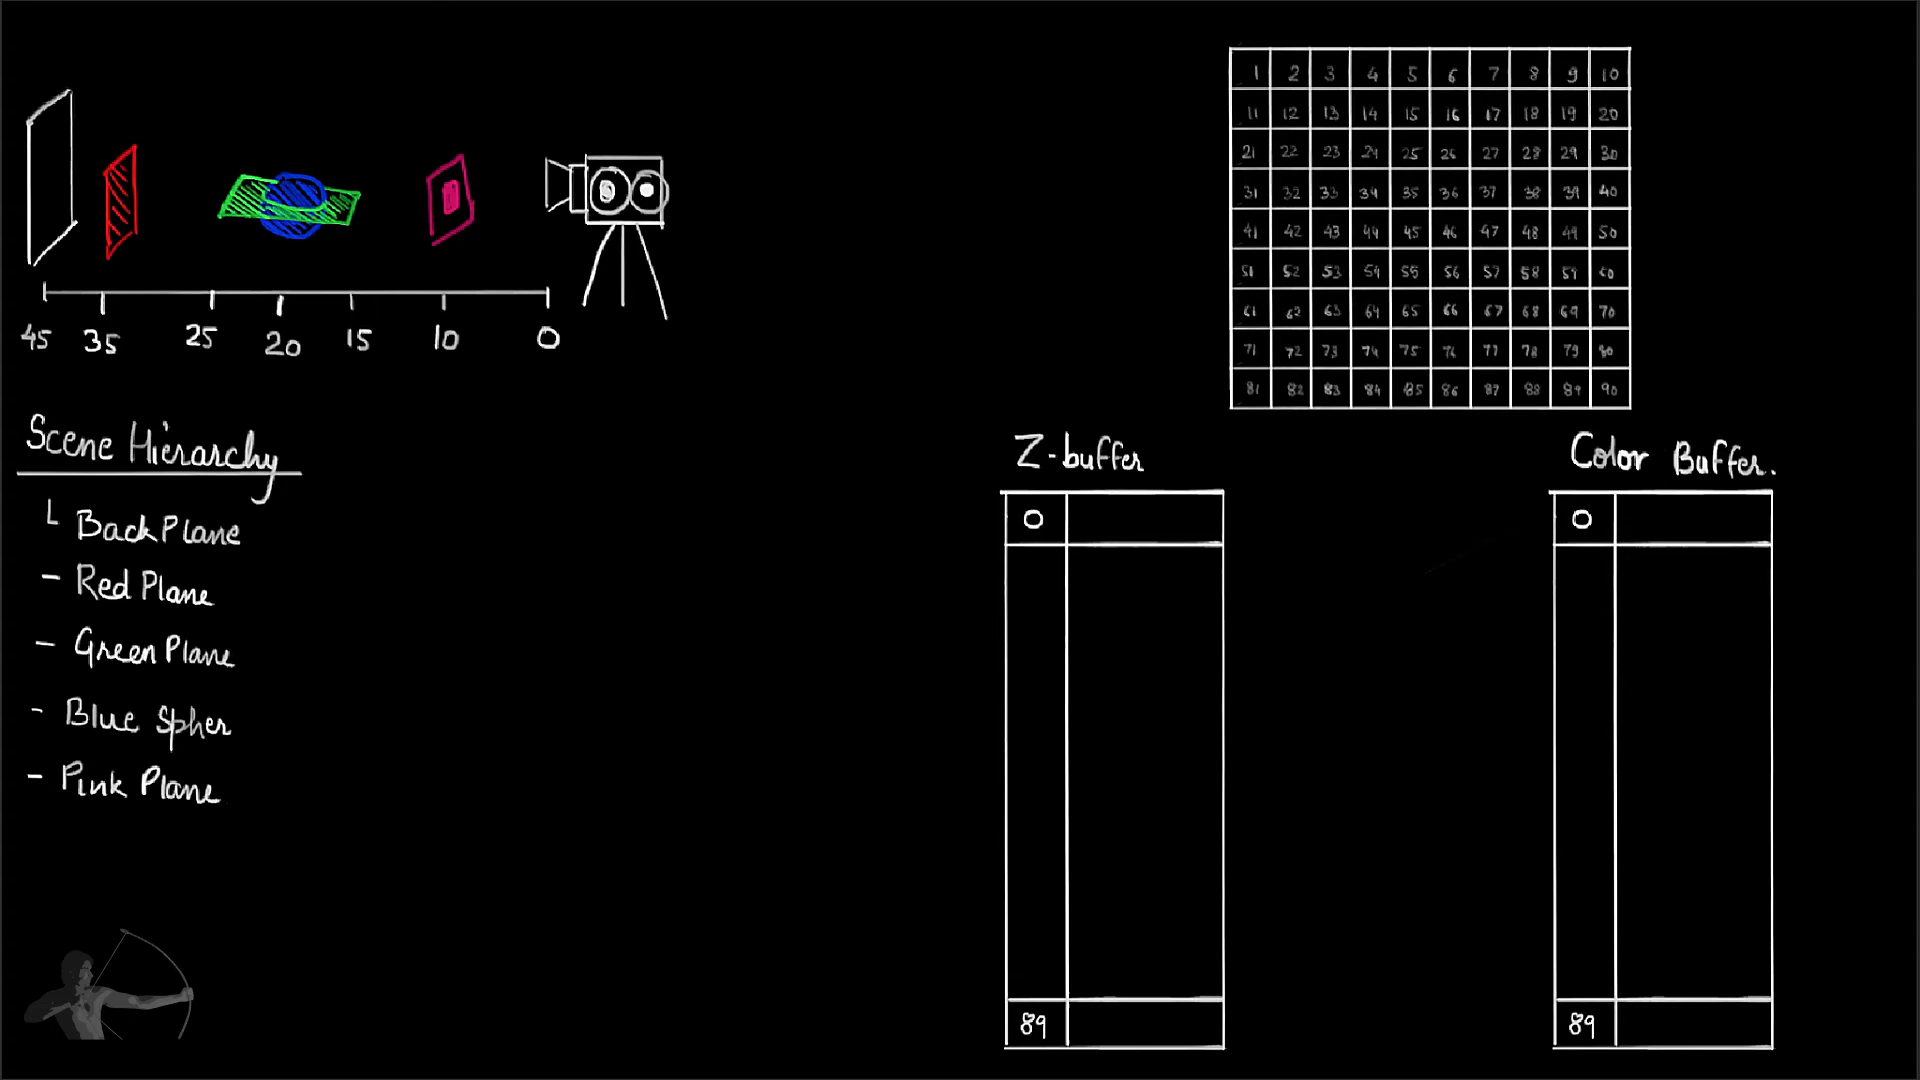 1 2 3 4 5 6 7 8 9 10
11 12 13 14 15 16 17 18 19 20
21 22 23 24 25 26 27 28 29 30
31 32 33 34 35 36 37 38 39 40
41 42 43 44 45 46 47 48 49 50
51 52 53 54 55 56 57 58 59 60
61 62 63 64 65 66 67 68 69 70
71 72 73 74 75 76 77 78 79 80
81 82 83 84 85 86 87 88 89 90
45 35 25 20 15 10 0
Scene Hierarchy
BackPlane
- Red Plane
- Green Plane
- Blue Spher
- Pink Plane
Z-buffer
0
89
Color Buffer.
0
89